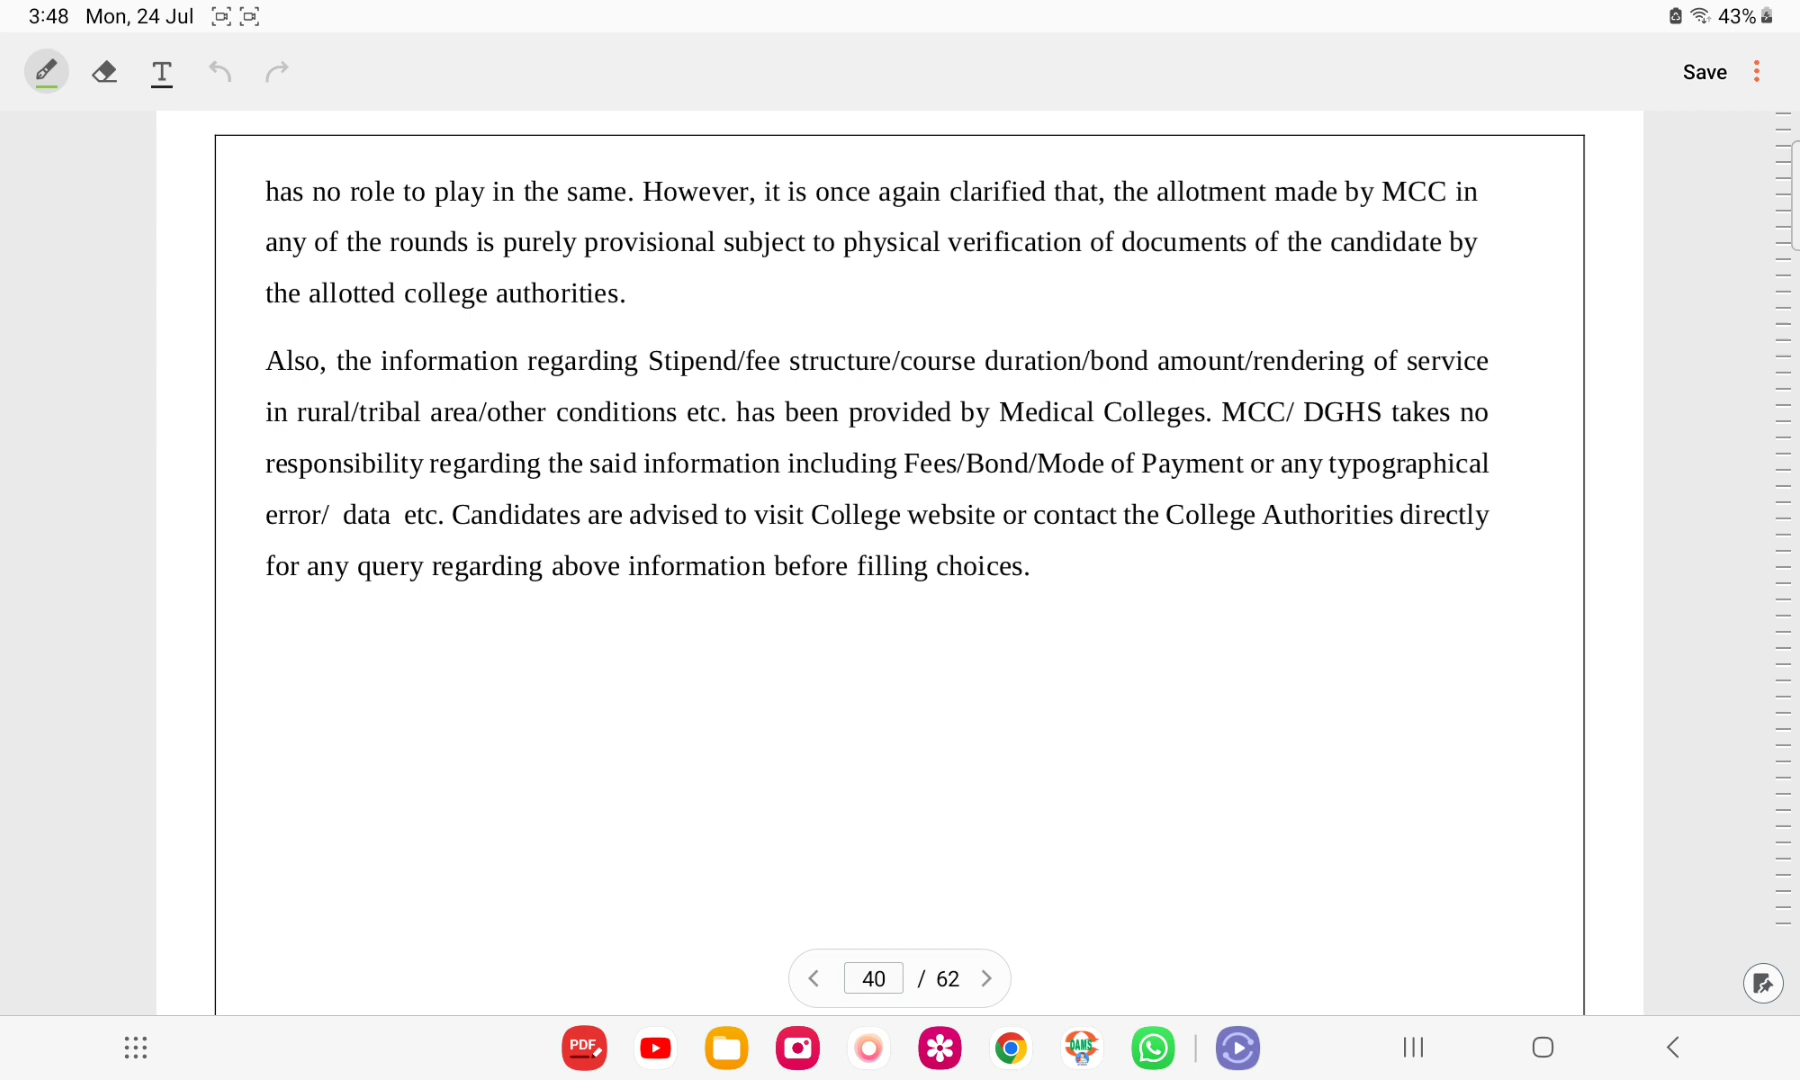 3:48 Mon, 24 Jul 43%
T Save
has no role to play in the same. However, it is once again clarified that, the allotment made by MCC in
any of the rounds is purely provisional subject to physical verification of documents of the candidate by
the allotted college authorities.
Also, the information regarding Stipend/fee structure/course duration/bond amount/rendering of service
in rural/tribal area/other conditions etc. has been provided by Medical Colleges. MCC/ DGHS takes no
responsibility regarding the said information including Fees/Bond/Mode of Payment or any typographical
error/ data etc. Candidates are advised to visit College website or contact the College Authorities directly
for any query regarding above information before filling choices.
40 / 62
PDF DAMS